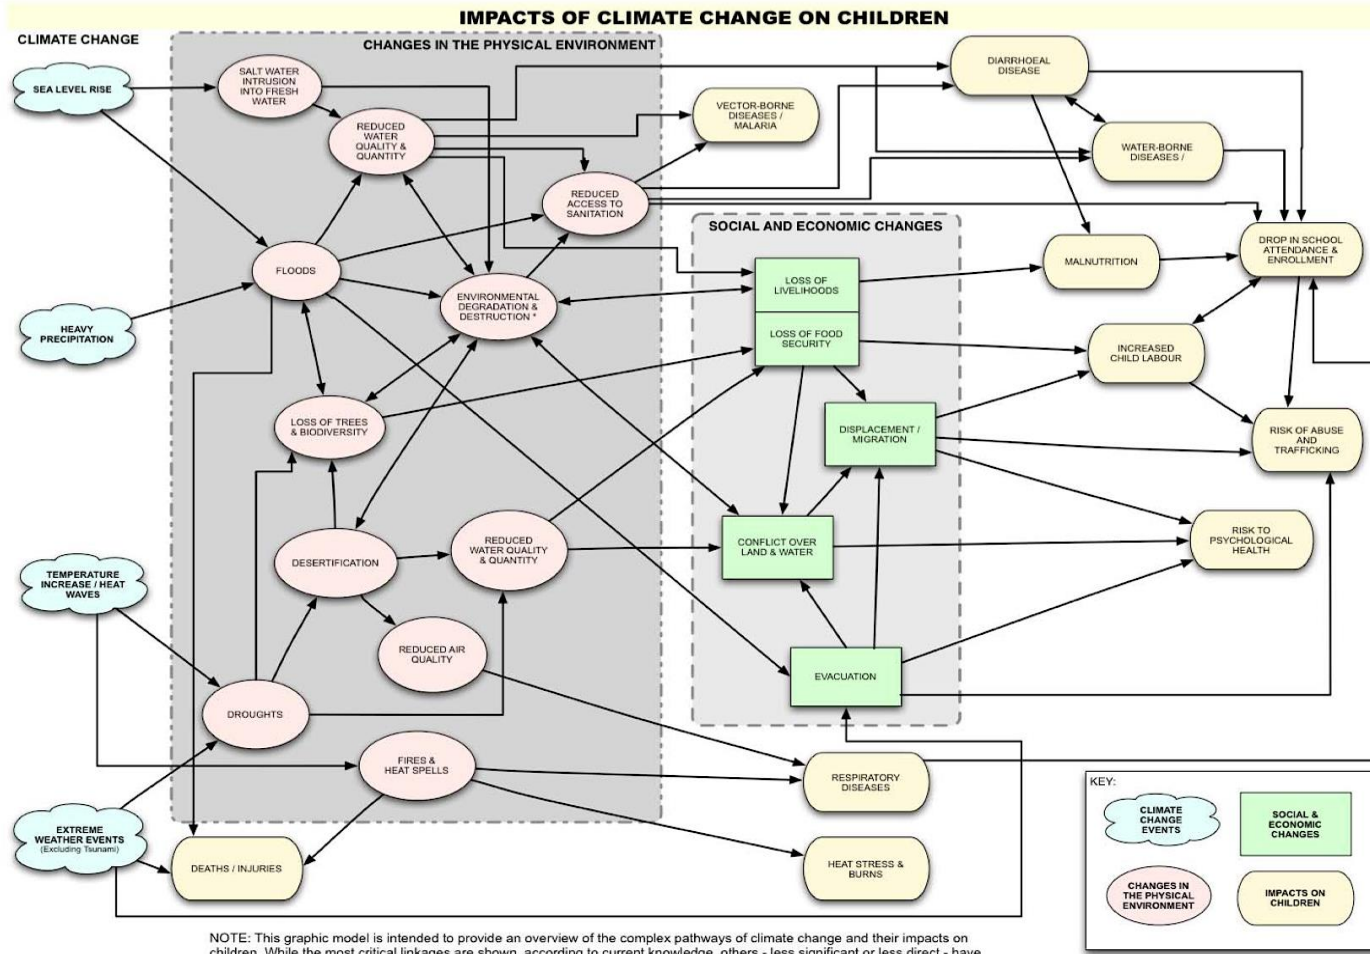 IMPACTS OF CLIMATE CHANGE ON CHILDREN
CLIMATE CHANGE
CHANGES IN THE PHYSICAL ENVIRONMENT
SEA LEVEL RISE
SALT WATER
INTRUSION
INTO FRESH
WATER
REDUCED
WATER
QUALITY &
QUANTITY
VECTOR-BORNE
DISEASES /
MALARIA
DIARRHOEAL
DISEASE
WATER-BORNE
DISEASES /
REDUCED
ACCESS TO
SANITATION
SOCIAL AND ECONOMIC CHANGES
FLOODS
ENVIRONMENTAL
DEGRADATION &
DESTRUCTION *
LOSS OF
LIVELIHOODS
LOSS OF FOOD
SECURITY
MALNUTRITION
DROP IN SCHOOL
ATTENDANCE &
ENROLLMENT
HEAVY
PRECIPITATION
INCREASED
CHILD LABOUR
LOSS OF TREES
& BIODIVERSITY
DISPLACEMENT /
MIGRATION
RISK OF ABUSE
AND
TRAFFICKING
DESERTIFICATION
REDUCED
WATER QUALITY
& QUANTITY
CONFLICT OVER
LAND & WATER
RISK TO
PSYCHOLOGICAL
HEALTH
TEMPERATURE
INCREASE / HEAT
WAVES
REDUCED AIR
QUALITY
EVACUATION
DROUGHTS
FIRES &
HEAT SPELLS
RESPIRATORY
DISEASES
EXTREME
WEATHER EVENTS
(Excluding Tsunami)
DEATHS / INJURIES
HEAT STRESS &
BURNS
KEY:
CLIMATE
CHANGE
EVENTS
SOCIAL &
ECONOMIC
CHANGES
CHANGES IN
THE PHYSICAL
ENVIRONMENT
IMPACTS ON
CHILDREN
NOTE: This graphic model is intended to provide an overview of the complex pathways of climate change and their impacts on
children. While the most critical linkages are shown, according to current knowledge, others - less significant or less direct - have